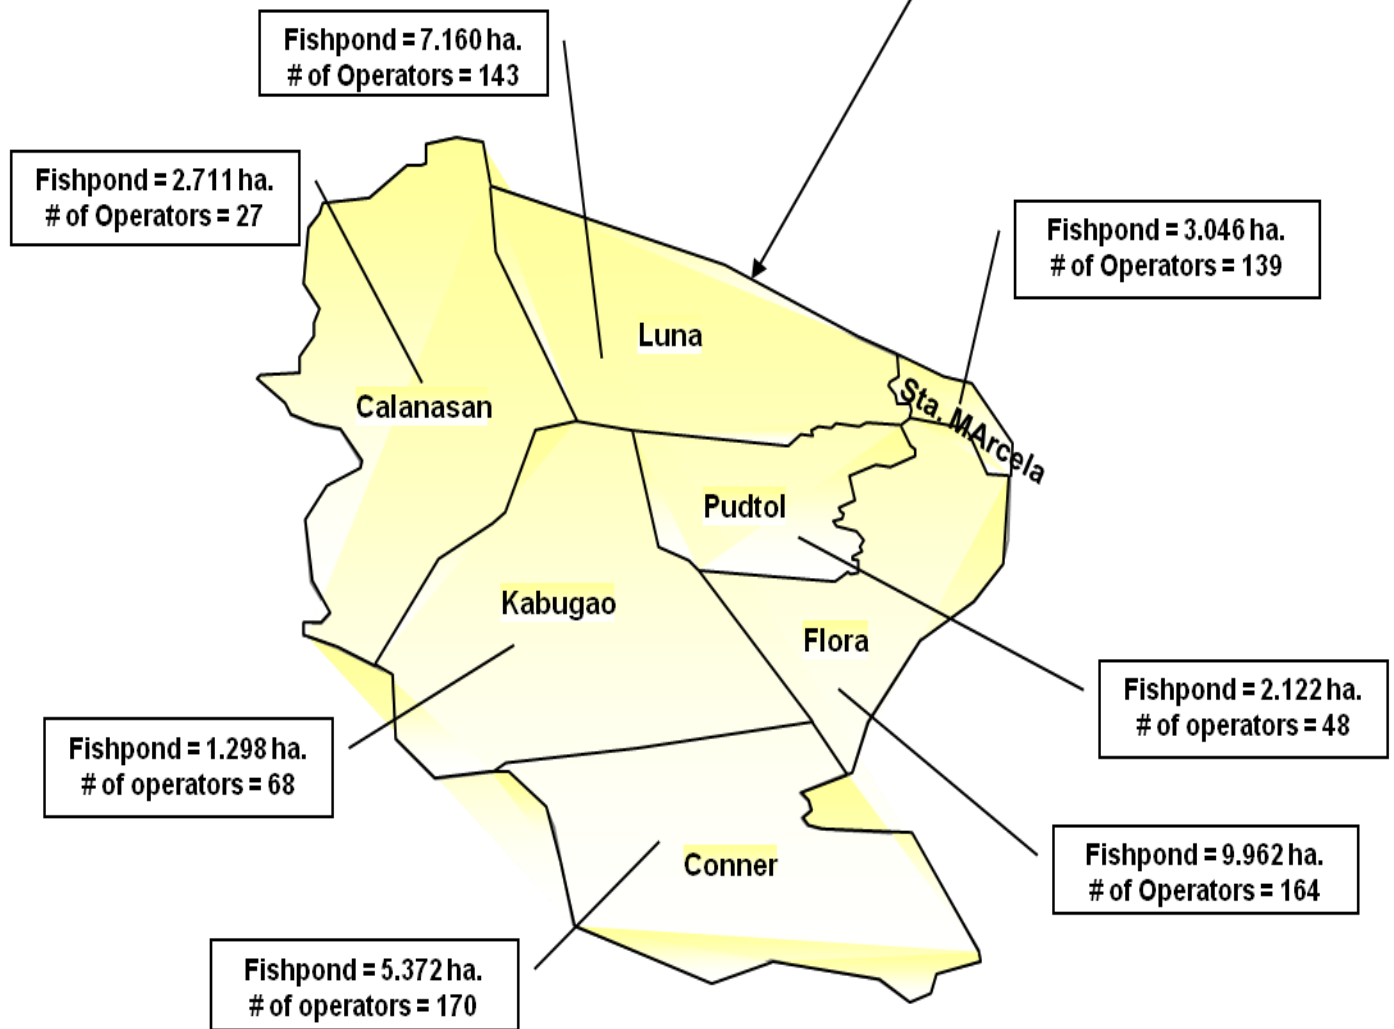 Fishpond = 7.160 ha.
# of Operators = 143
Fishpond = 2.711 ha.
# of Operators = 27
Fishpond = 3.046 ha.
# of Operators = 139
Luna
Calanasan
Sta. MArcela
Pudtol
Kabugao
Flora
Fishpond = 2.122 ha.
# of operators = 48
Fishpond = 1.298 ha.
# of operators = 68
Conner
Fishpond = 9.962 ha.
# of Operators = 164
Fishpond = 5.372 ha.
# of operators = 170